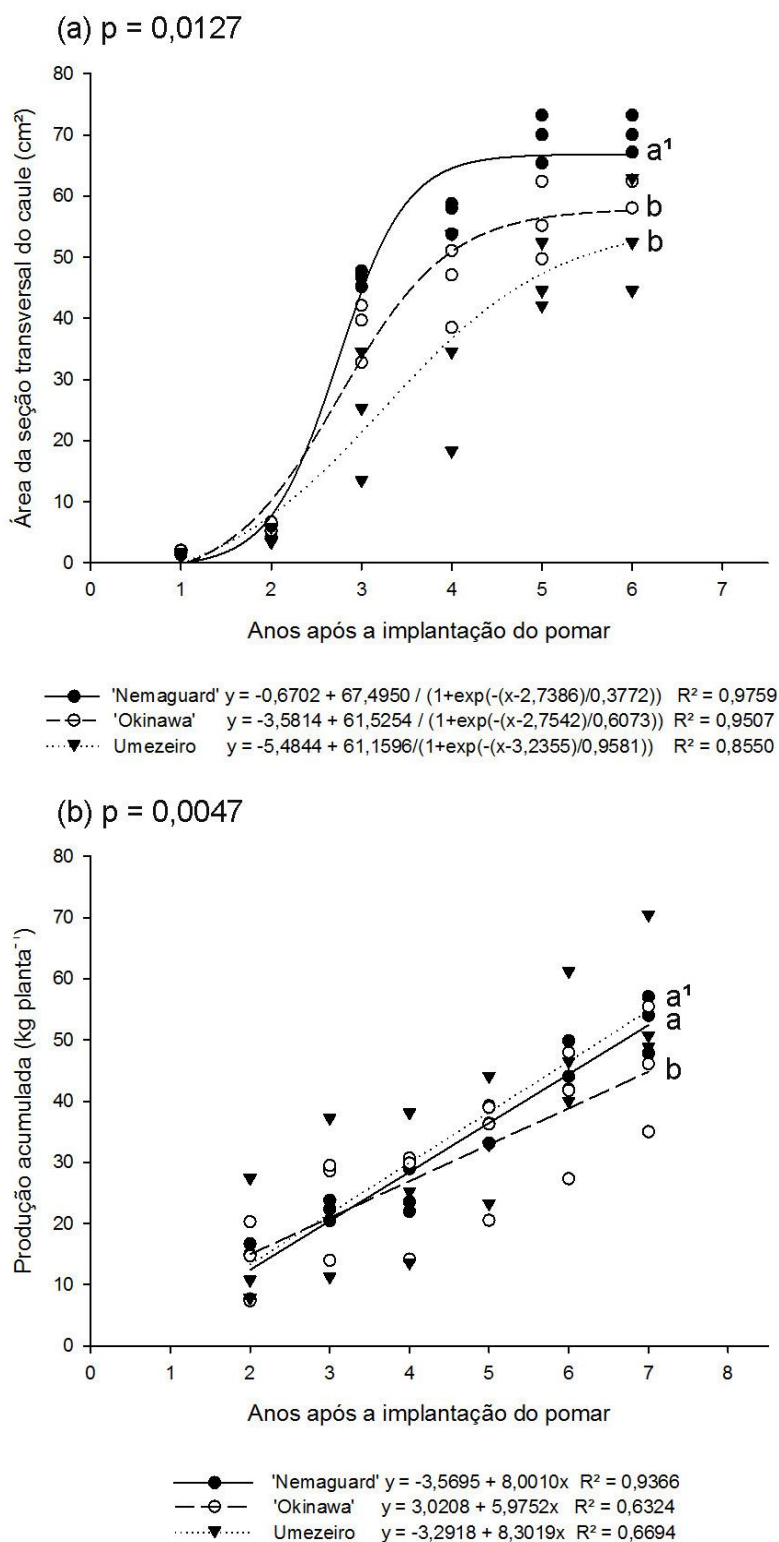 (a) p = 0,0127
Área da seção transversal do caule (cm²)
80
70
60
50
40
30
20
10
0
a¹
b
b
0 1 2 3 4 5 6 7
Anos após a implantação do pomar
'Nemaguard' y = -0,6702 + 67,4950 / (1+exp(-(x-2,7386)/0,3772)) R² = 0,9759
'Okinawa' y = -3,5814 + 61,5254 / (1+exp(-(x-2,7542)/0,6073)) R² = 0,9507
Umezeiro y = -5,4844 + 61,1596/(1+exp(-(x-3,2355)/0,9581)) R² = 0,8550
(b) p = 0,0047
Produção acumulada (kg planta⁻¹)
80
70
60
50
40
30
20
10
0
a¹
a
b
0 1 2 3 4 5 6 7 8
Anos após a implantação do pomar
'Nemaguard' y = -3,5695 + 8,0010x R² = 0,9366
'Okinawa' y = 3,0208 + 5,9752x R² = 0,6324
Umezeiro y = -3,2918 + 8,3019x R² = 0,6694